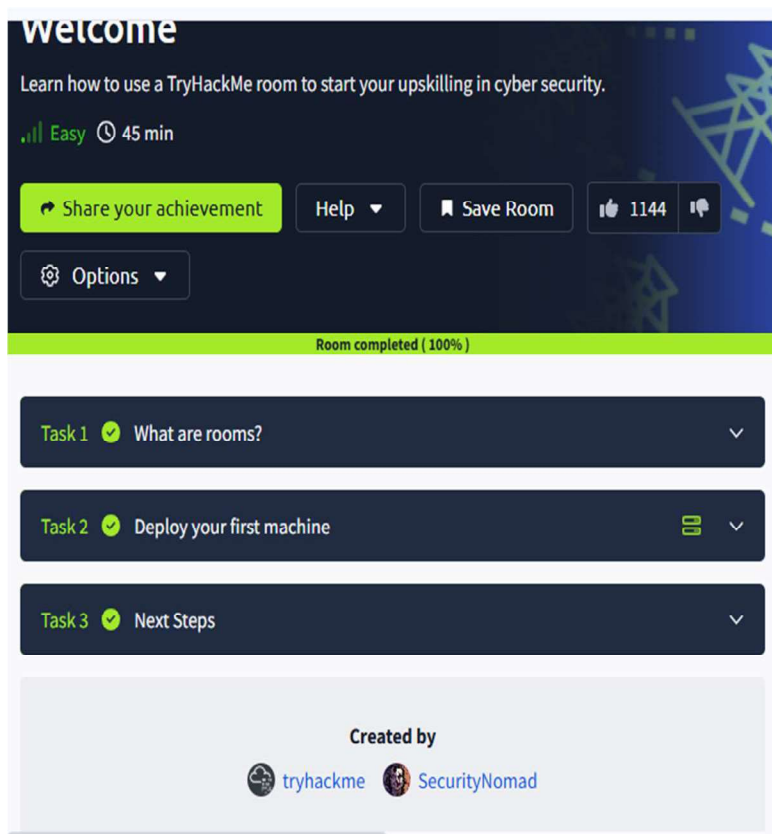 Welcome
Learn how to use a TryHackMe room to start your upskilling in cyber security.
Easy 45 min
Share your achievement Help Save Room 1144
Options
Room completed ( 100% )
Task 1 What are rooms?
Task 2 Deploy your first machine
Task 3 Next Steps
Created by
tryhackme SecurityNomad